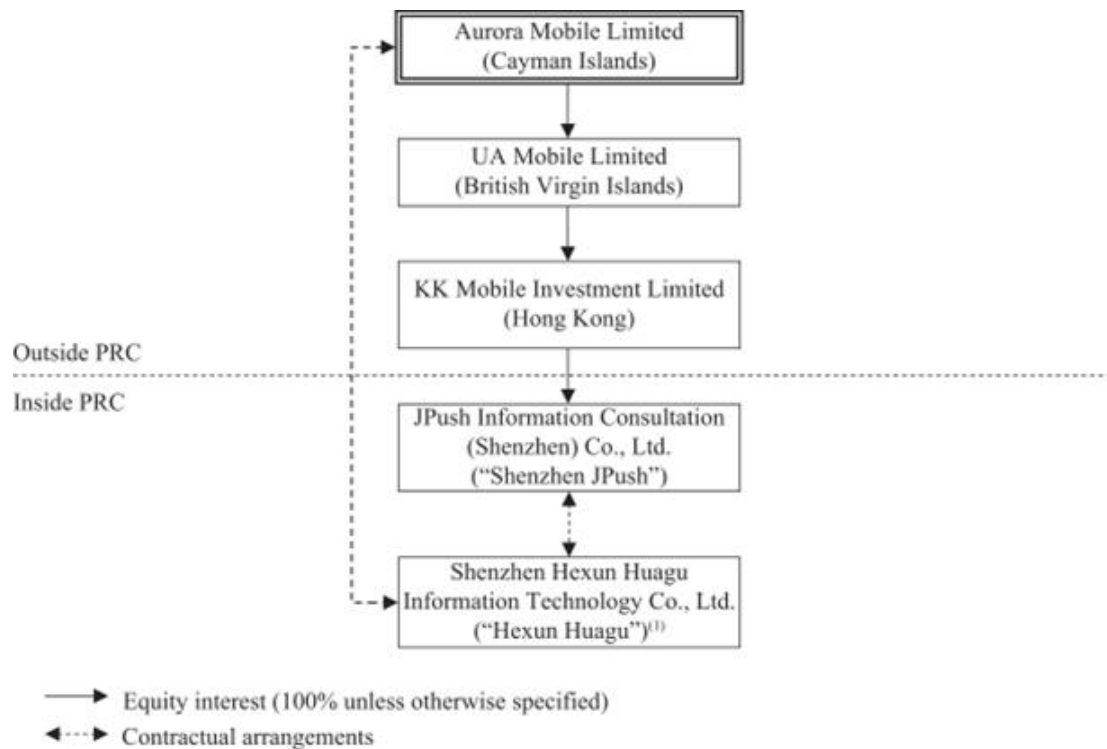 Aurora Mobile Limited
(Cayman Islands)
UA Mobile Limited
(British Virgin Islands)
KK Mobile Investment Limited
(Hong Kong)
Outside PRC
Inside PRC
JPush Information Consultation
(Shenzhen) Co., Ltd.
(“Shenzhen JPush”)
Shenzhen Hexun Huagu
Information Technology Co., Ltd.
(“Hexun Huagu”)(1)
Equity interest (100% unless otherwise specified)
Contractual arrangements